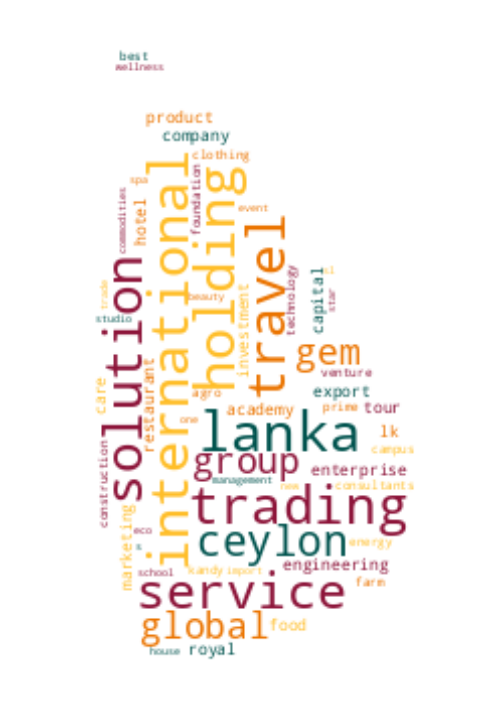 best
wellness
product
company
clothing
international
holding
foundation
spa
commodities
hotel
event
travel
solution
technology
capital
sl
star
trade
beauty
investment
studio
gem
venture
restaurant
care
agro
export
academy
prime
tour
one
lanka
lk
construction
group
enterprise
campus
management
new
consultants
trading
marketing
eco
s
ceylon
energy
engineering
school
kandy
import
farm
service
global
food
house
royal